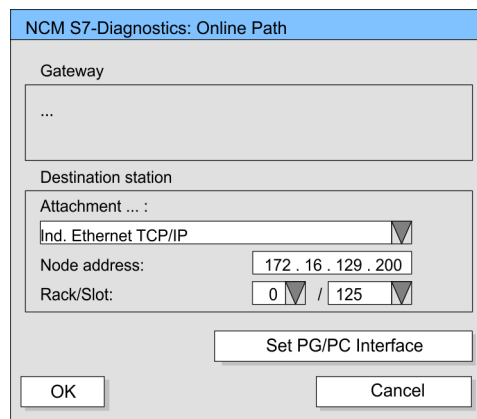 NCM S7-Diagnostics: Online Path
Gateway
...
Destination station
Attachment ... :
Ind. Ethernet TCP/IP
Node address: 172 . 16 . 129 . 200
Rack/Slot: 0 / 125
Set PG/PC Interface
OK Cancel